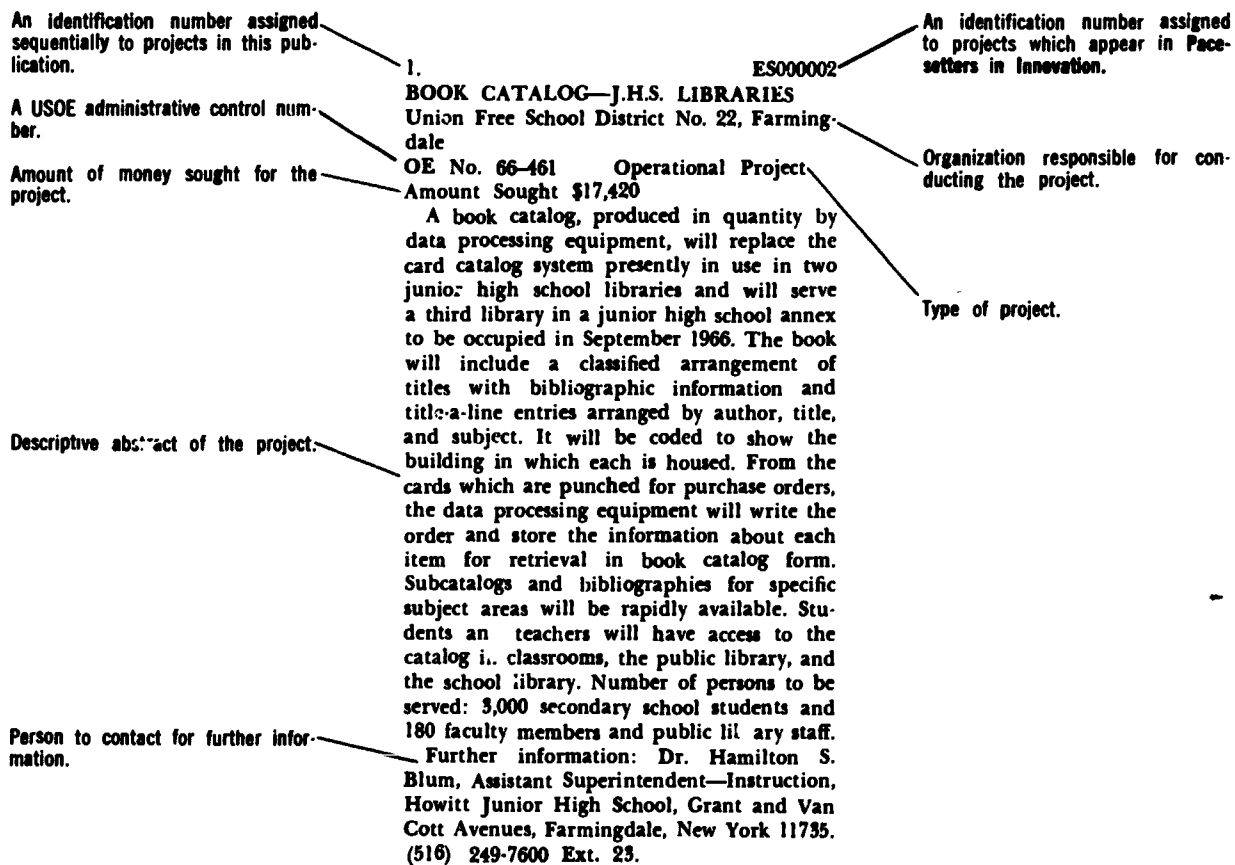 An identification number assigned
sequentially to projects in this pub-
lication.
A USOE administrative control num-
ber.
Amount of money sought for the
project.
Descriptive abstract of the project.
Person to contact for further infor-
mation.
1. ES000002
BOOK CATALOG—J.H.S. LIBRARIES
Union Free School District No. 22, Farming-
dale
OE No. 66-461 Operational Project
Amount Sought $17,420
A book catalog, produced in quantity by
data processing equipment, will replace the
card catalog system presently in use in two
junior high school libraries and will serve
a third library in a junior high school annex
to be occupied in September 1966. The book
will include a classified arrangement of
titles with bibliographic information and
title-a-line entries arranged by author, title,
and subject. It will be coded to show the
building in which each is housed. From the
cards which are punched for purchase orders,
the data processing equipment will write the
order and store the information about each
item for retrieval in book catalog form.
Subcatalogs and bibliographies for specific
subject areas will be rapidly available. Stu-
dents an teachers will have access to the
catalog i.. classrooms, the public library, and
the school library. Number of persons to be
served: 3,000 secondary school students and
180 faculty members and public lil ary staff.
Further information: Dr. Hamilton S.
Blum, Assistant Superintendent—Instruction,
Howitt Junior High School, Grant and Van
Cott Avenues, Farmingdale, New York 11735.
(516) 249-7600 Ext. 23.
An identification number assigned
to projects which appear in Pace-
setters in Innovation.
Organization responsible for con-
ducting the project.
Type of project.